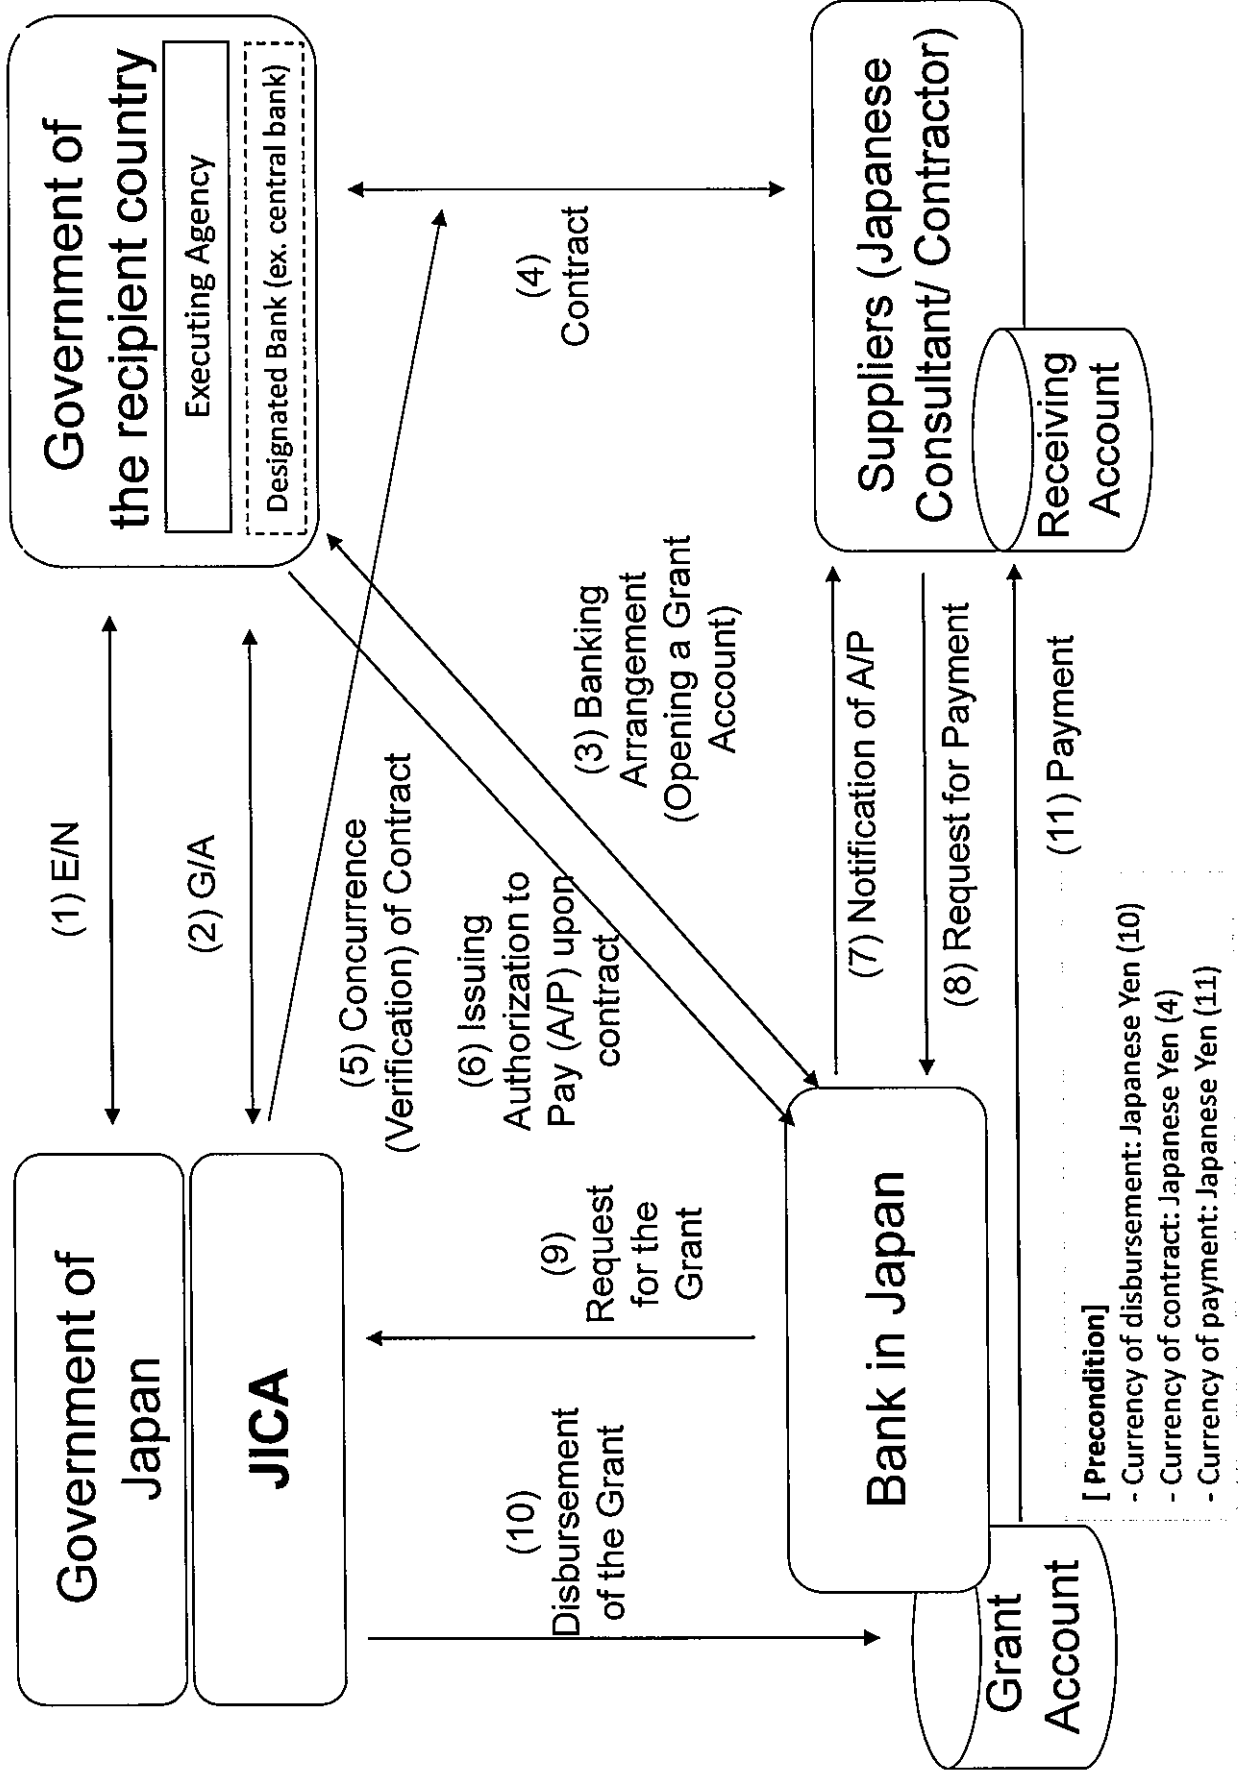 Government of
Japan
JICA
Government of
the recipient country
Executing Agency
Designated Bank (ex. central bank)
(1) E/N
(2) G/A
(5) Concurrence
(Verification) of Contract
(6) Issuing
Authorization to
Pay (A/P) upon
contract
(3) Banking
Arrangement
(Opening a Grant
Account)
(4)
Contract
(9)
Request
for the
Grant
(10)
Disbursement
of the Grant
Bank in Japan
Grant
Account
(7) Notification of A/P
(8) Request for Payment
(11) Payment
Suppliers (Japanese
Consultant/ Contractor)
Receiving
Account
[ Precondition]
- Currency of disbursement: Japanese Yen (10)
- Currency of contract: Japanese Yen (4)
- Currency of payment: Japanese Yen (11)